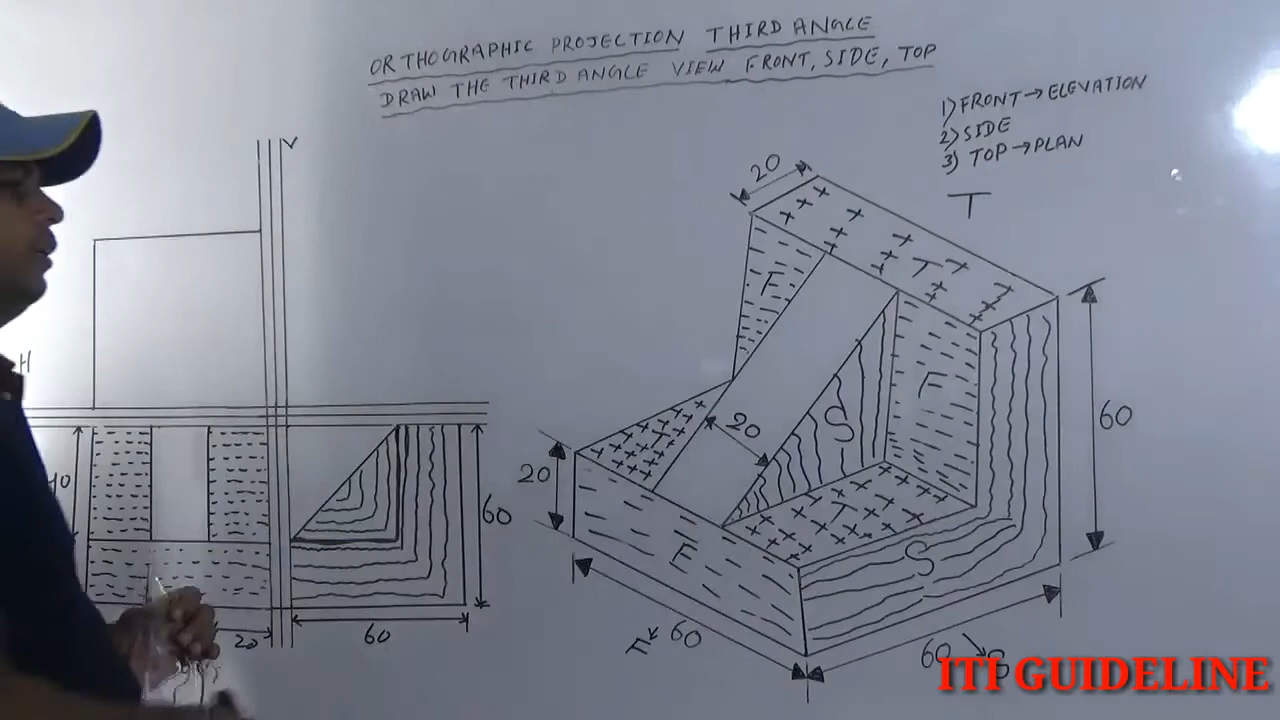 ORTHOGRAPHIC PROJECTION THIRD ANGLE
DRAW THE THIRD ANGLE VIEW FRONT, SIDE, TOP
1) FRONT→ELEVATION
2) SIDE
3) TOP→PLAN
T
20
V
T
F
H
F
60
T
20
S
20
T
60
F
S
20
60
F
60
ITI GUIDELINE